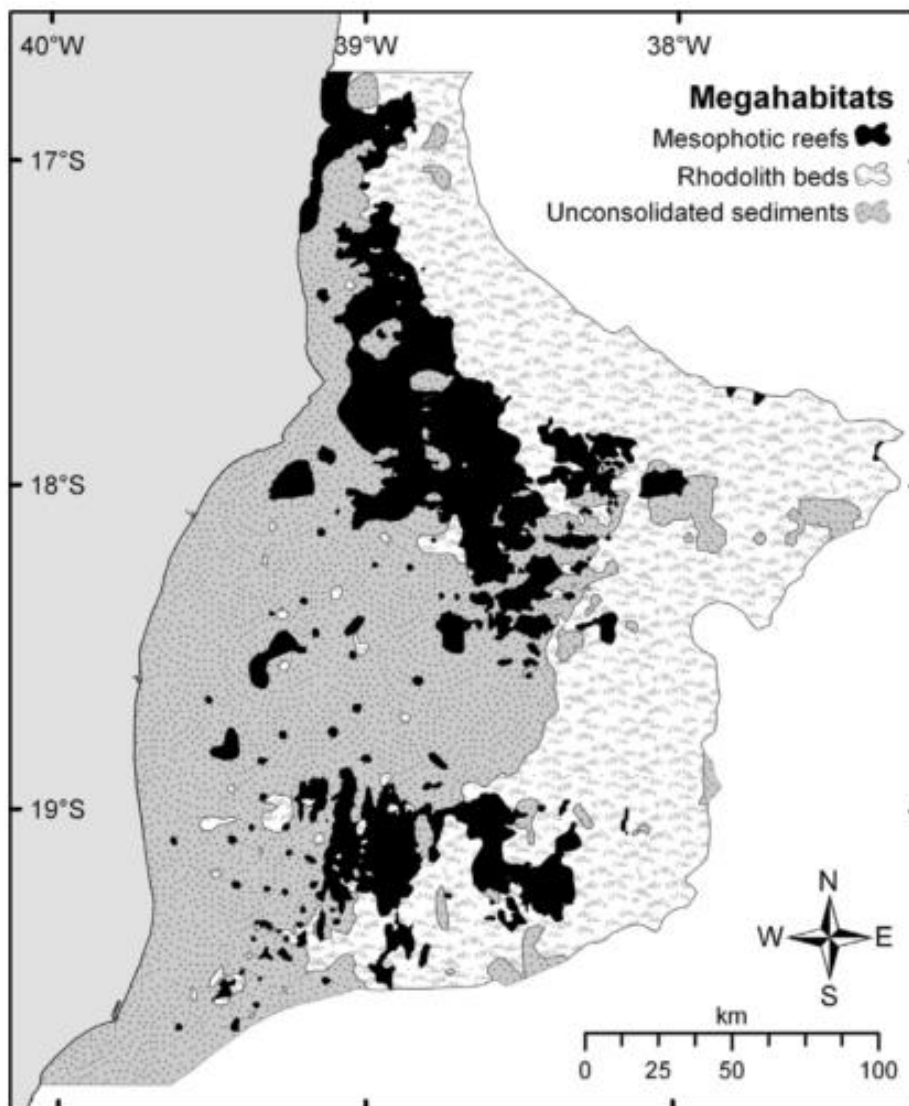 40°W 39°W 38°W
Megahabitats
Mesophotic reefs
17°S
Rhodolith beds
Unconsolidated sediments
18°S
19°S
N
W E
S
km
0 25 50 100